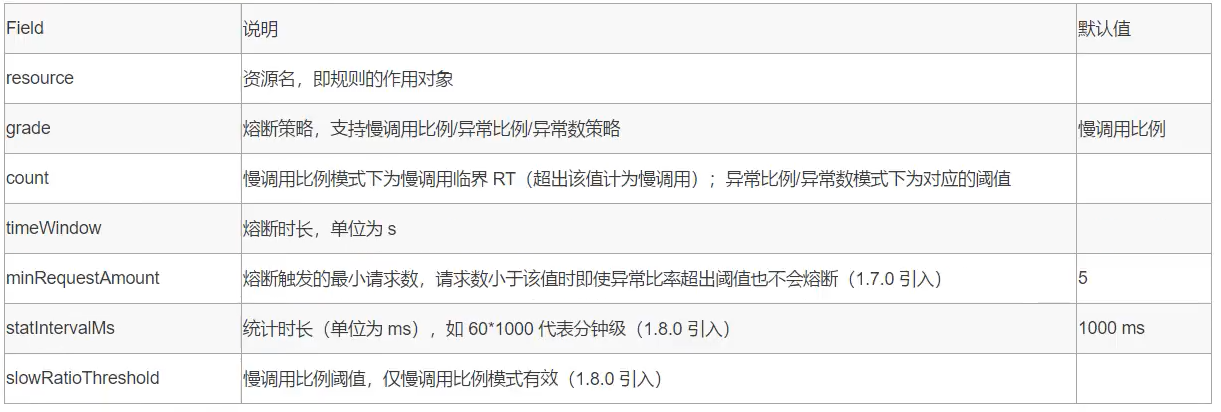 Field 说明 默认值
resource 资源名，即规则的作用对象
grade 熔断策略，支持慢调用比例/异常比例/异常数策略 慢调用比例
count 慢调用比例模式下为慢调用临界 RT（超出该值计为慢调用）；异常比例/异常数模式下为对应的阈值
timeWindow 熔断时长，单位为 s
minRequestAmount 熔断触发的最小请求数，请求数小于该值时即使异常比率超出阈值也不会熔断（1.7.0 引入） 5
statIntervalMs 统计时长（单位为 ms），如 60*1000 代表分钟级（1.8.0 引入） 1000 ms
slowRatioThreshold 慢调用比例阈值，仅慢调用比例模式有效（1.8.0 引入）